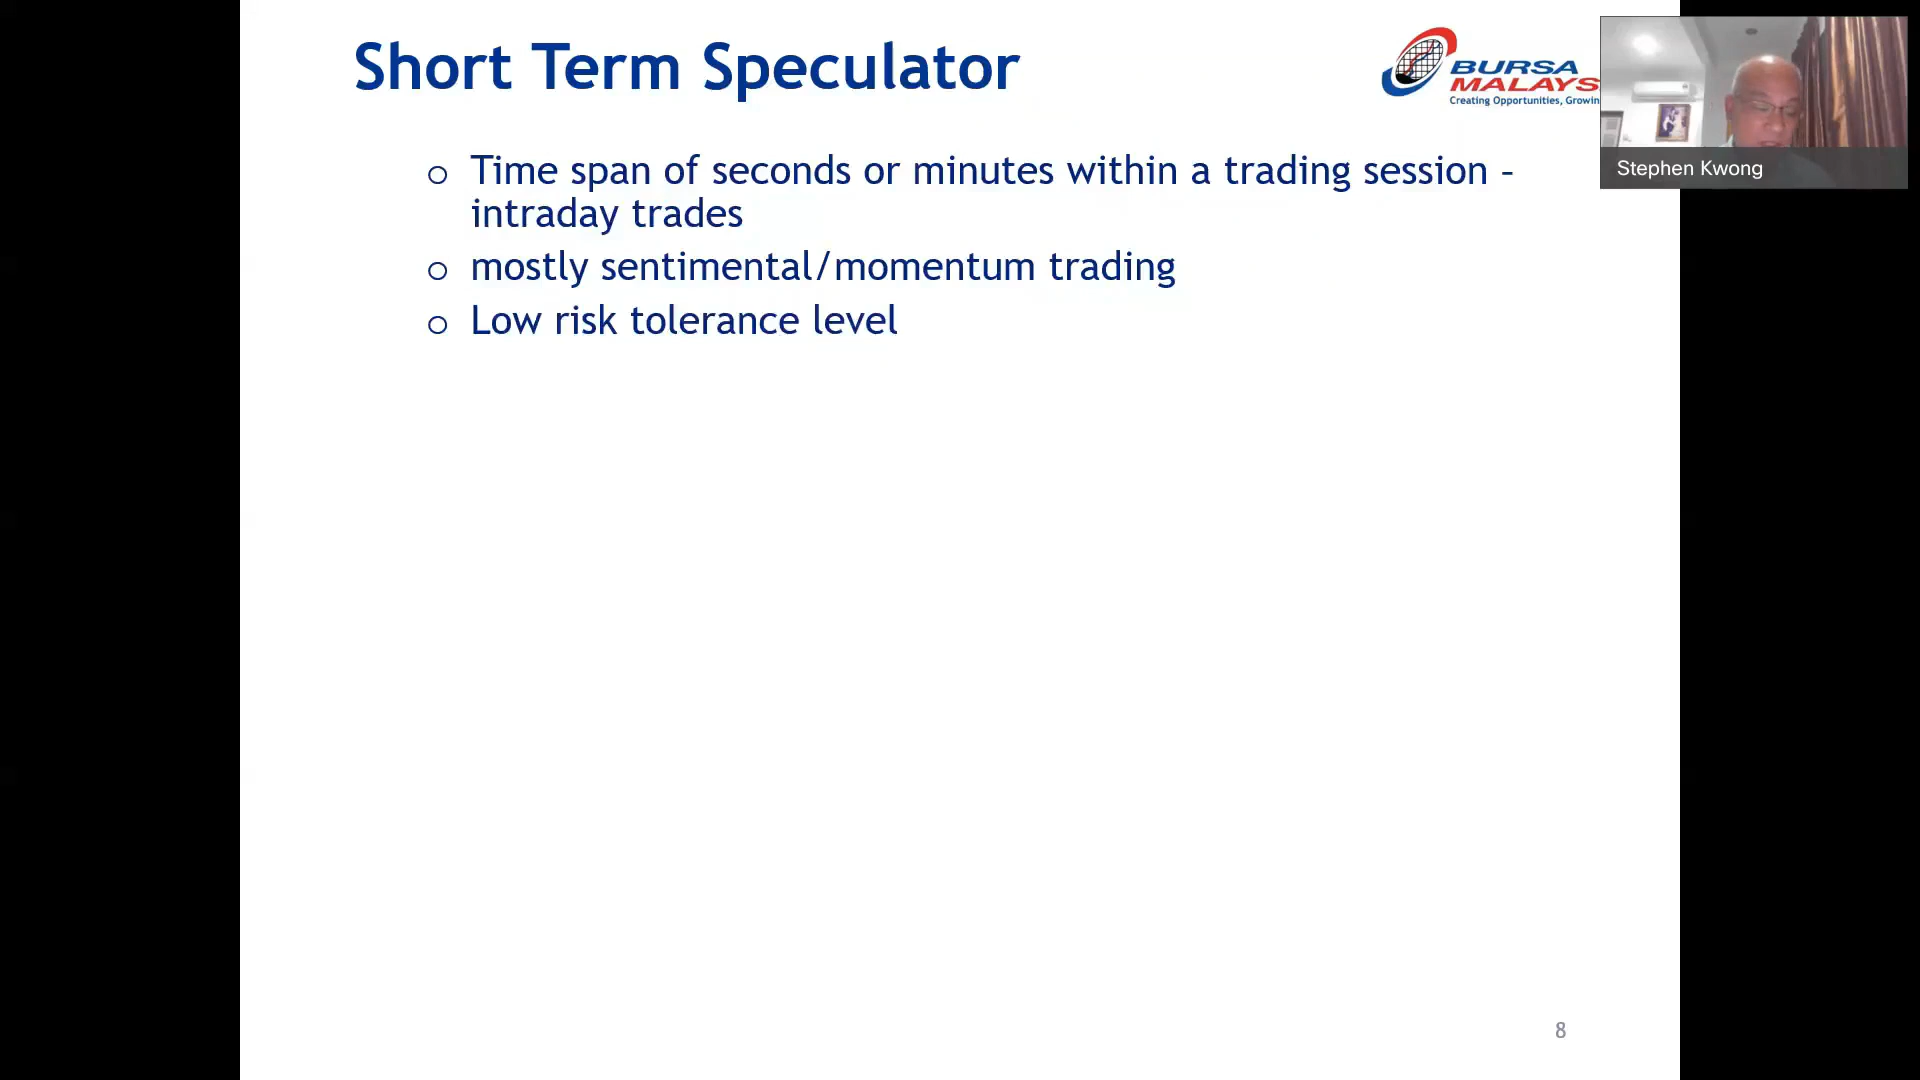 Short Term Speculator
BURSA
MALAYS
Creating Opportunities, Growin
Stephen Kwong
o Time span of seconds or minutes within a trading session –
intraday trades
o mostly sentimental/momentum trading
o Low risk tolerance level
8